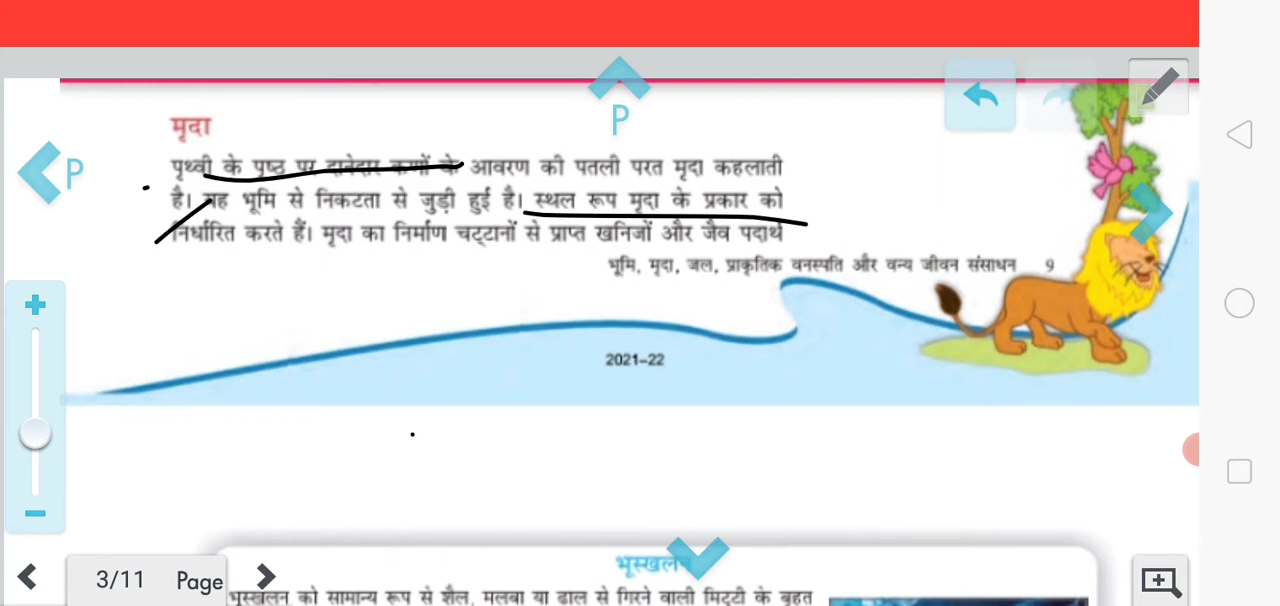 P
P
मृदा
पृथ्वी के पृष्ठ पर दानेदार कणों के आवरण की पतली परत मृदा कहलाती
है। यह भूमि से निकटता से जुड़ी हुई है। स्थल रूप मृदा के प्रकार को
निर्धारित करते हैं। मृदा का निर्माण चट्टानों से प्राप्त खनिजों और जैव पदार्थ
भूमि, मृदा, जल, प्राकृतिक वनस्पति और वन्य जीवन संसाधन 9
2021–22
भूस्खलन
भूस्खलन को सामान्य रूप से शैल, मलबा या ढाल से गिरने वाली मिट्टी के बृहत
3/11 Page